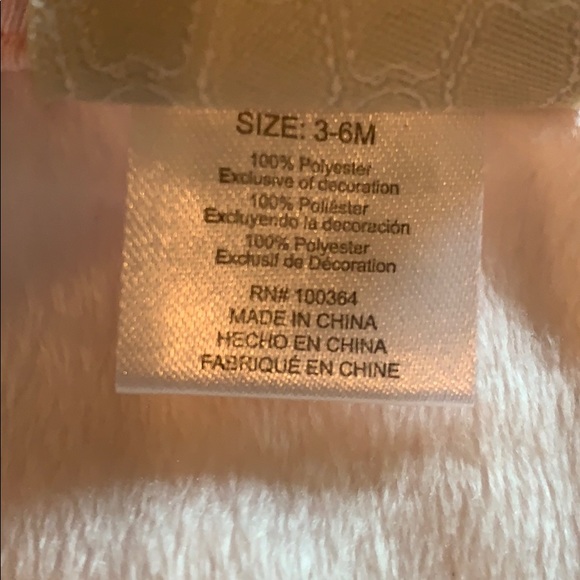 SIZE: 3-6M
100% Polyester
Exclusive of decoration
100% Poliéster
Excluyendo la decoración
100% Polyester
Exclusif de Décoration
RN# 100364
MADE IN CHINA
HECHO EN CHINA
FABRIQUÉ EN CHINE